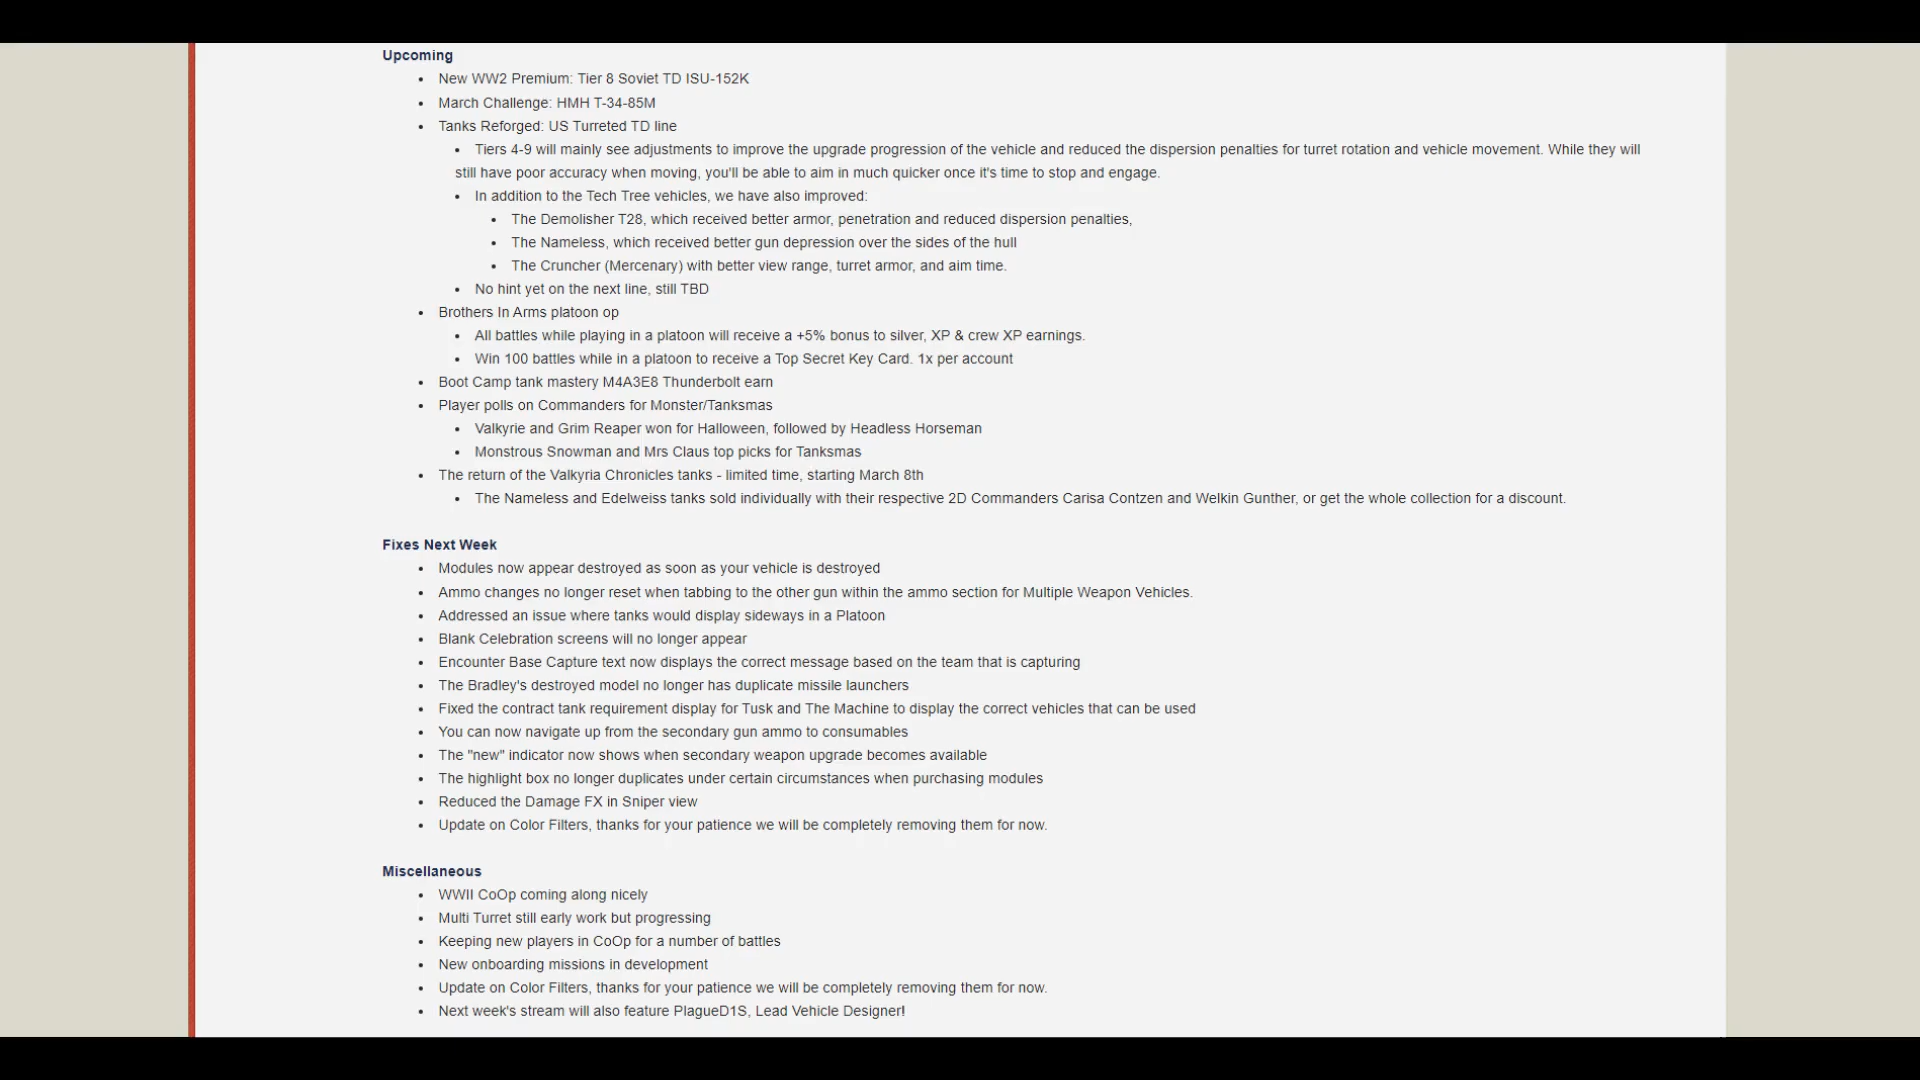 Upcoming
• New WW2 Premium: Tier 8 Soviet TD ISU-152K
• March Challenge: HMH T-34-85M
• Tanks Reforged: US Turreted TD line
• Tiers 4-9 will mainly see adjustments to improve the upgrade progression of the vehicle and reduced the dispersion penalties for turret rotation and vehicle movement. While they will
still have poor accuracy when moving, you'll be able to aim in much quicker once it's time to stop and engage.
• In addition to the Tech Tree vehicles, we have also improved:
• The Demolisher T28, which received better armor, penetration and reduced dispersion penalties,
• The Nameless, which received better gun depression over the sides of the hull
• The Cruncher (Mercenary) with better view range, turret armor, and aim time.
• No hint yet on the next line, still TBD
• Brothers In Arms platoon op
• All battles while playing in a platoon will receive a +5% bonus to silver, XP & crew XP earnings.
• Win 100 battles while in a platoon to receive a Top Secret Key Card. 1x per account
• Boot Camp tank mastery M4A3E8 Thunderbolt earn
• Player polls on Commanders for Monster/Tanksmas
• Valkyrie and Grim Reaper won for Halloween, followed by Headless Horseman
• Monstrous Snowman and Mrs Claus top picks for Tanksmas
• The return of the Valkyria Chronicles tanks - limited time, starting March 8th
• The Nameless and Edelweiss tanks sold individually with their respective 2D Commanders Carisa Contzen and Welkin Gunther, or get the whole collection for a discount.
Fixes Next Week
• Modules now appear destroyed as soon as your vehicle is destroyed
• Ammo changes no longer reset when tabbing to the other gun within the ammo section for Multiple Weapon Vehicles.
• Addressed an issue where tanks would display sideways in a Platoon
• Blank Celebration screens will no longer appear
• Encounter Base Capture text now displays the correct message based on the team that is capturing
• The Bradley's destroyed model no longer has duplicate missile launchers
• Fixed the contract tank requirement display for Tusk and The Machine to display the correct vehicles that can be used
• You can now navigate up from the secondary gun ammo to consumables
• The "new" indicator now shows when secondary weapon upgrade becomes available
• The highlight box no longer duplicates under certain circumstances when purchasing modules
• Reduced the Damage FX in Sniper view
• Update on Color Filters, thanks for your patience we will be completely removing them for now.
Miscellaneous
• WWII CoOp coming along nicely
• Multi Turret still early work but progressing
• Keeping new players in CoOp for a number of battles
• New onboarding missions in development
• Update on Color Filters, thanks for your patience we will be completely removing them for now.
• Next week's stream will also feature PlagueD1S, Lead Vehicle Designer!